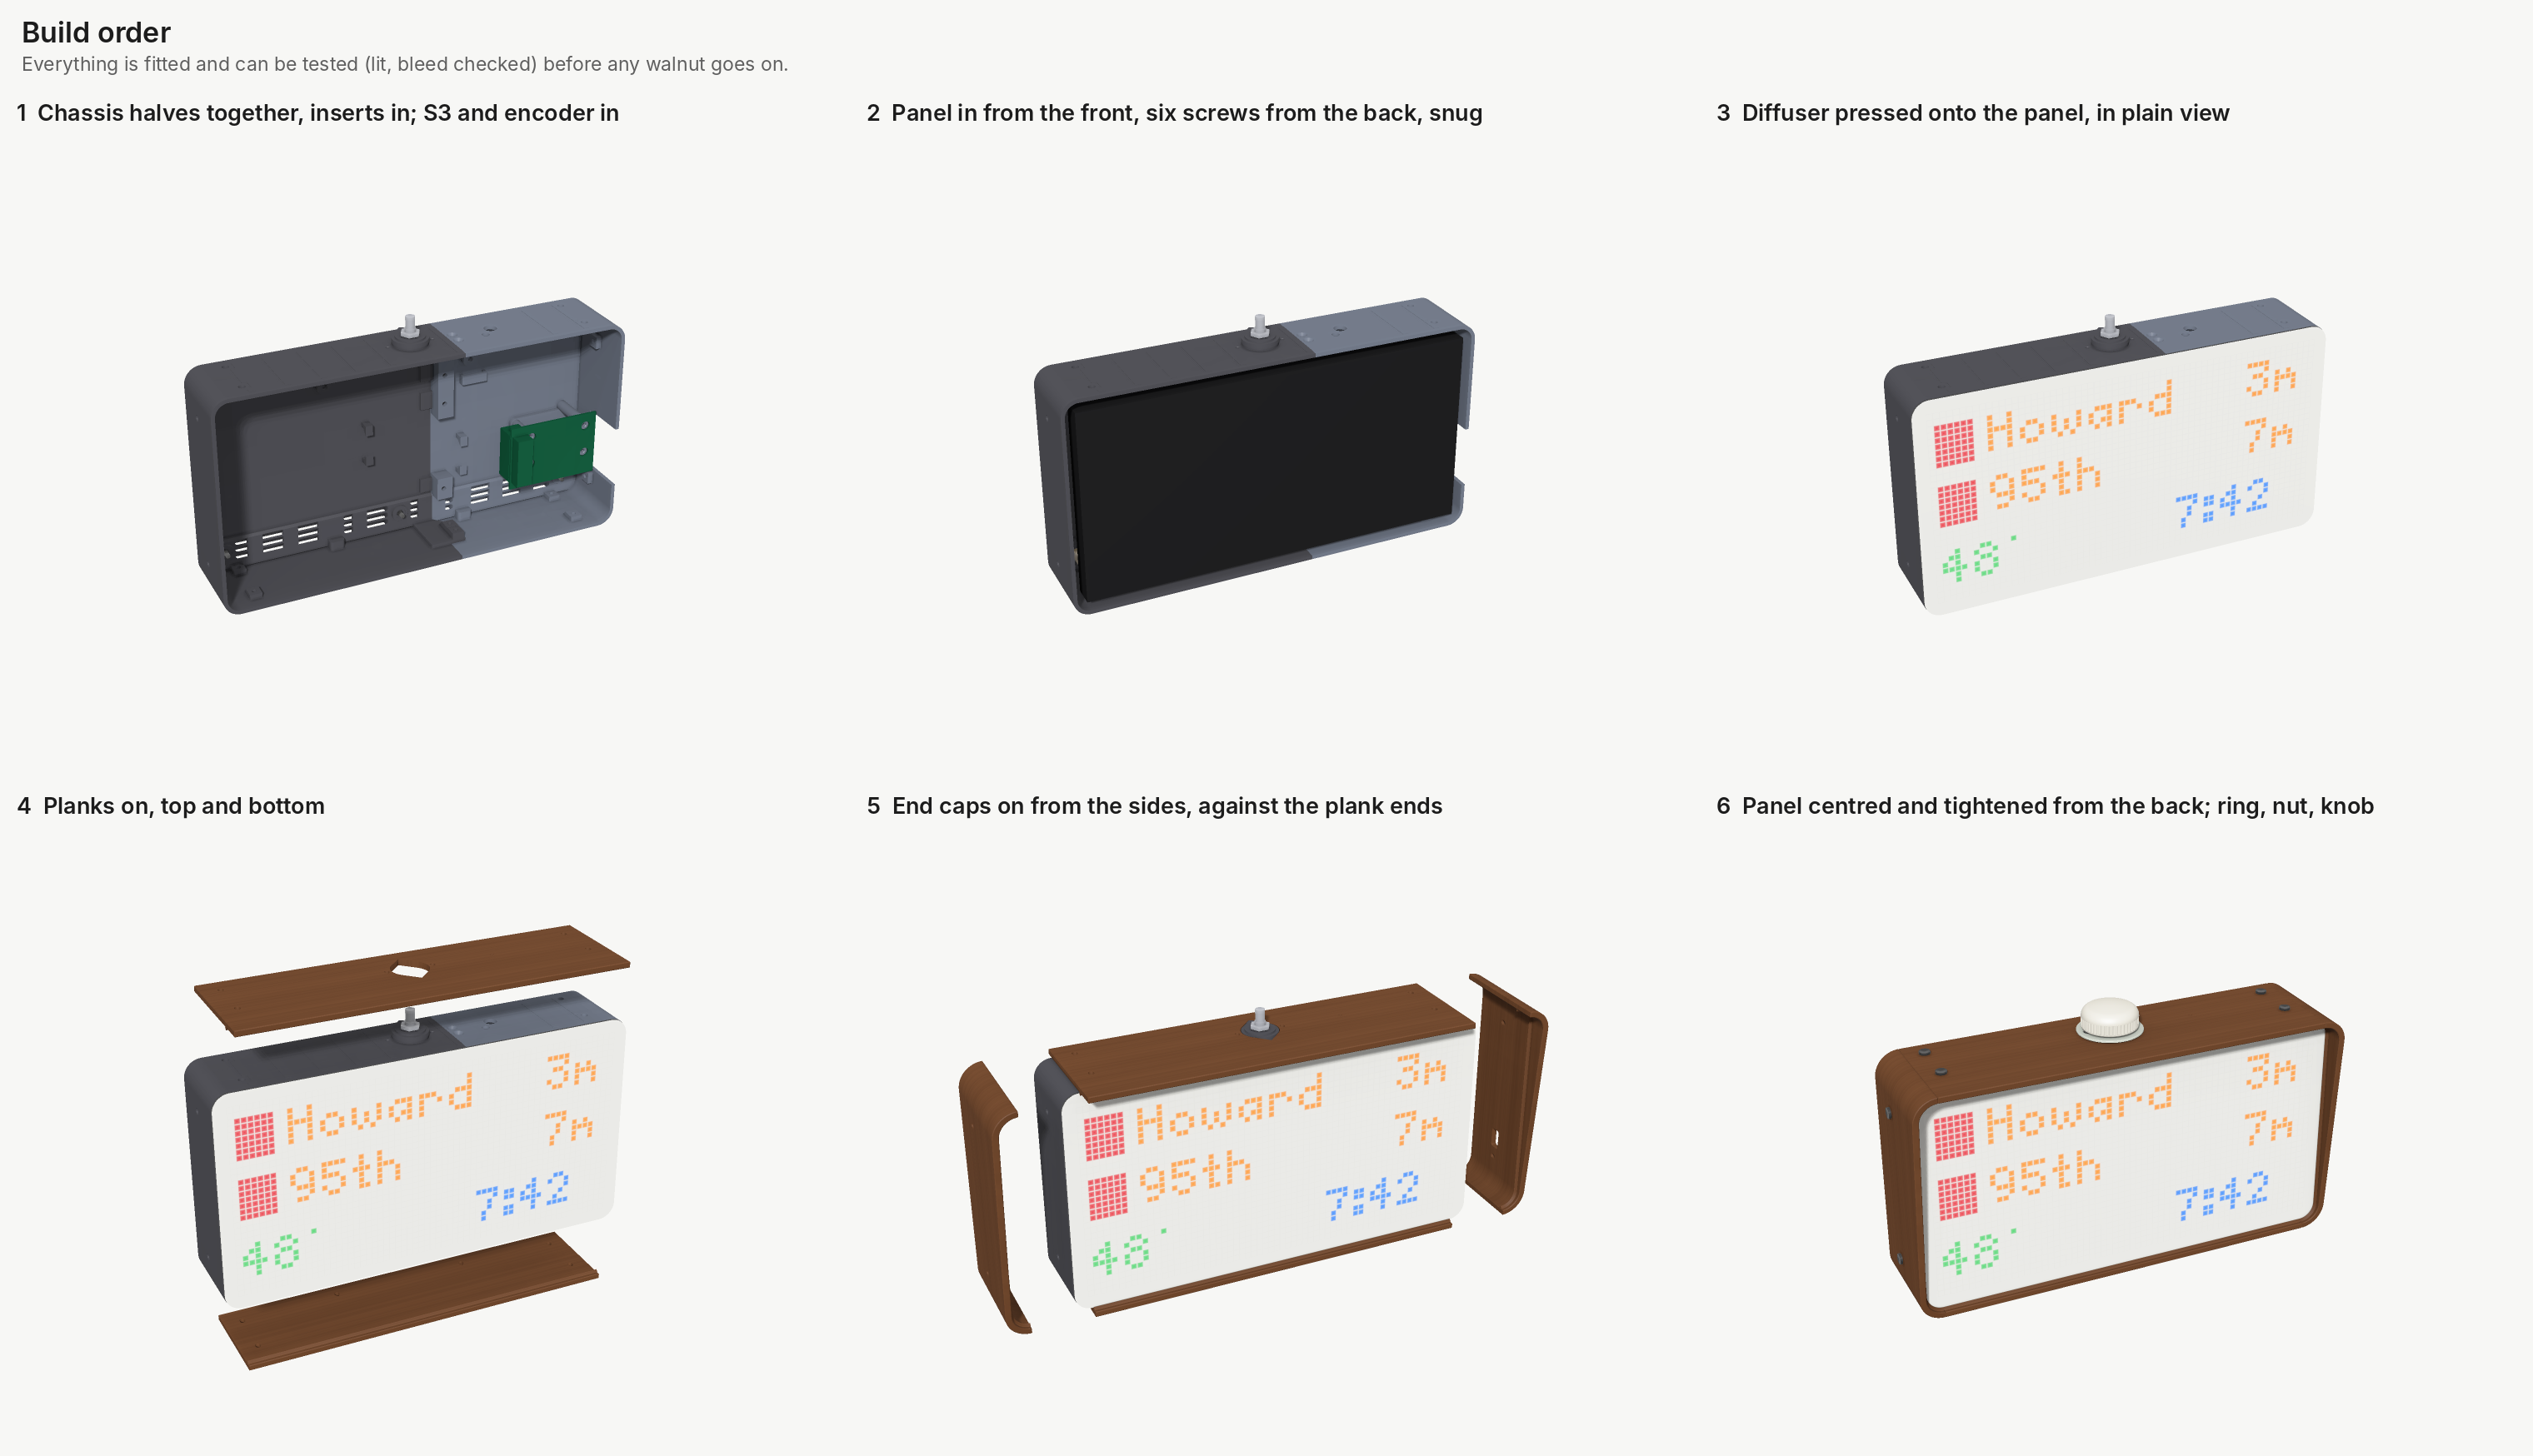 Build order
Everything is fitted and can be tested (lit, bleed checked) before any walnut goes on.
1 Chassis halves together, inserts in; S3 and encoder in
2 Panel in from the front, six screws from the back, snug
3 Diffuser pressed onto the panel, in plain view
Howard 3m
95th 7m
48° 7:42
4 Planks on, top and bottom
5 End caps on from the sides, against the plank ends
6 Panel centred and tightened from the back; ring, nut, knob
Howard 3m
95th 7m
48° 7:42
Howard 3m
95th 7m
48° 7:42
Howard 3m
95th 7m
48° 7:42